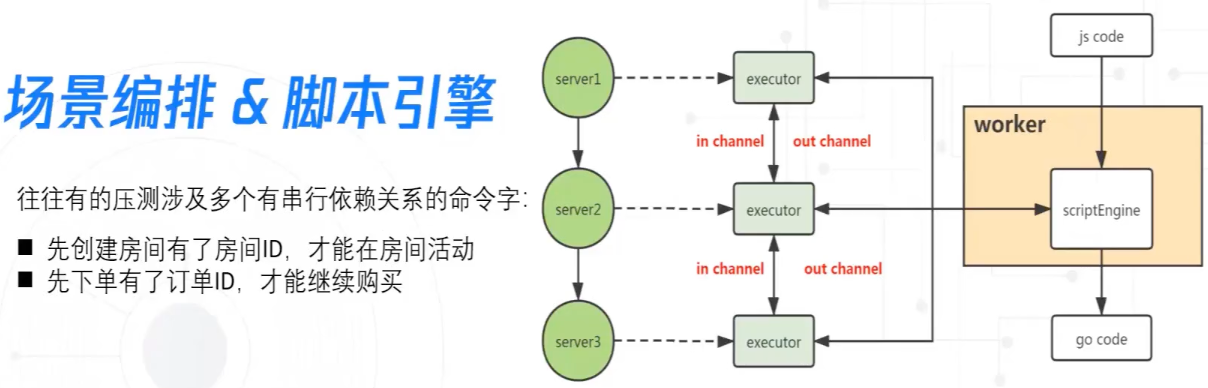 场景编排 & 脚本引擎
往往有的压测涉及多个有串行依赖关系的命令字：
■ 先创建房间有了房间ID，才能在房间活动
■ 先下单有了订单ID，才能继续购买
server1
executor
in channel
out channel
server2
executor
in channel
out channel
server3
executor
js code
worker
scriptEngine
go code